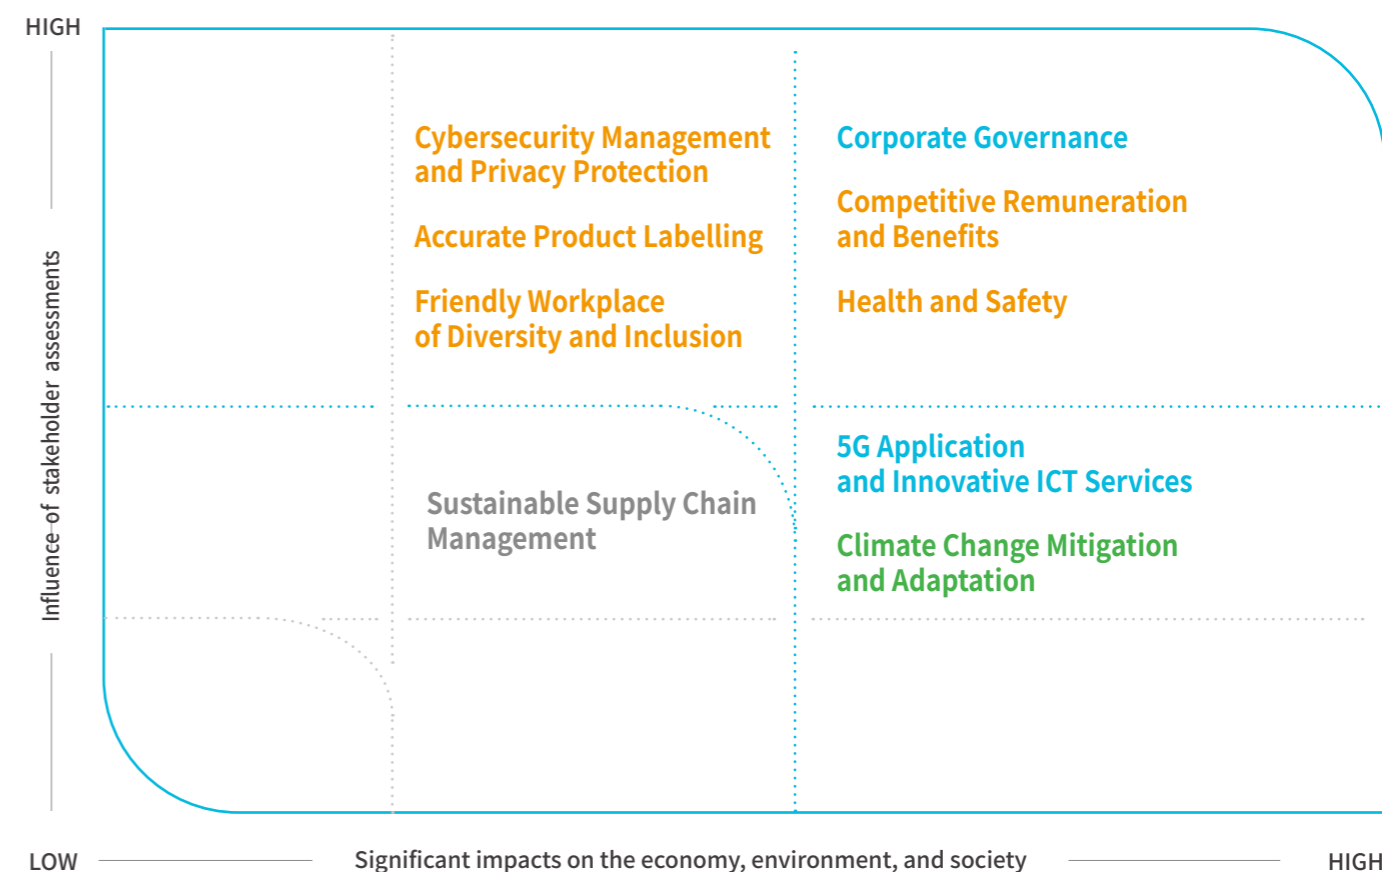 HIGH
Influence of stakeholder assessments
Cybersecurity Management
and Privacy Protection
Accurate Product Labelling
Friendly Workplace
of Diversity and Inclusion
Corporate Governance
Competitive Remuneration
and Benefits
Health and Safety
Sustainable Supply Chain
Management
5G Application
and Innovative ICT Services
Climate Change Mitigation
and Adaptation
LOW
Significant impacts on the economy, environment, and society
HIGH